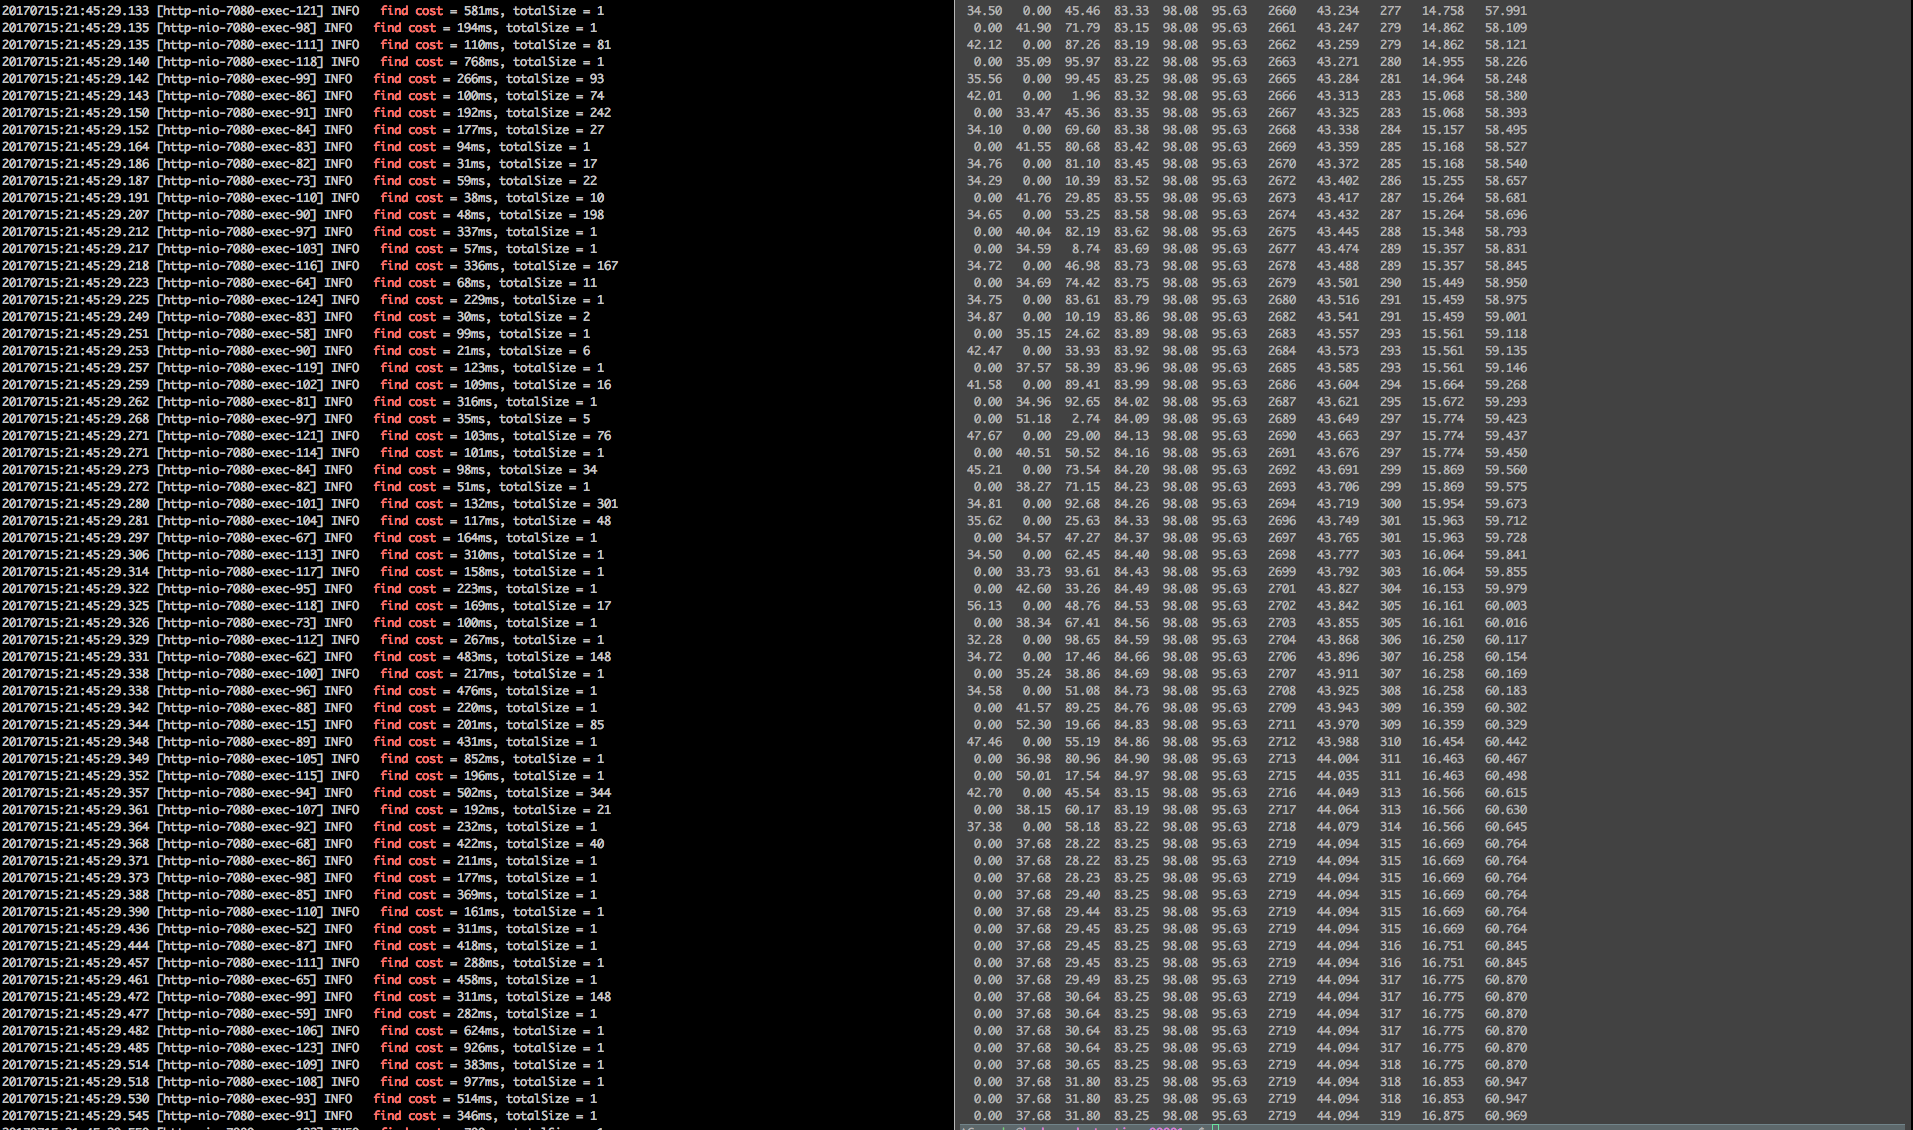 20170715:21:45:29.133 [http-nio-7080-exec-121] INFO   find cost = 581ms, totalSize = 1
20170715:21:45:29.135 [http-nio-7080-exec-98] INFO   find cost = 194ms, totalSize = 1
20170715:21:45:29.135 [http-nio-7080-exec-111] INFO   find cost = 110ms, totalSize = 81
20170715:21:45:29.140 [http-nio-7080-exec-118] INFO   find cost = 768ms, totalSize = 1
20170715:21:45:29.142 [http-nio-7080-exec-99] INFO   find cost = 266ms, totalSize = 93
20170715:21:45:29.143 [http-nio-7080-exec-86] INFO   find cost = 100ms, totalSize = 74
20170715:21:45:29.150 [http-nio-7080-exec-91] INFO   find cost = 192ms, totalSize = 242
20170715:21:45:29.152 [http-nio-7080-exec-84] INFO   find cost = 177ms, totalSize = 27
20170715:21:45:29.164 [http-nio-7080-exec-83] INFO   find cost = 94ms, totalSize = 1
20170715:21:45:29.186 [http-nio-7080-exec-82] INFO   find cost = 31ms, totalSize = 17
20170715:21:45:29.187 [http-nio-7080-exec-73] INFO   find cost = 59ms, totalSize = 22
20170715:21:45:29.191 [http-nio-7080-exec-110] INFO   find cost = 38ms, totalSize = 10
20170715:21:45:29.207 [http-nio-7080-exec-90] INFO   find cost = 48ms, totalSize = 198
20170715:21:45:29.212 [http-nio-7080-exec-97] INFO   find cost = 337ms, totalSize = 1
20170715:21:45:29.217 [http-nio-7080-exec-103] INFO   find cost = 57ms, totalSize = 1
20170715:21:45:29.218 [http-nio-7080-exec-116] INFO   find cost = 336ms, totalSize = 167
20170715:21:45:29.223 [http-nio-7080-exec-64] INFO   find cost = 68ms, totalSize = 11
20170715:21:45:29.225 [http-nio-7080-exec-124] INFO   find cost = 229ms, totalSize = 1
20170715:21:45:29.249 [http-nio-7080-exec-83] INFO   find cost = 30ms, totalSize = 2
20170715:21:45:29.251 [http-nio-7080-exec-58] INFO   find cost = 99ms, totalSize = 1
20170715:21:45:29.253 [http-nio-7080-exec-90] INFO   find cost = 21ms, totalSize = 6
20170715:21:45:29.257 [http-nio-7080-exec-119] INFO   find cost = 123ms, totalSize = 1
20170715:21:45:29.259 [http-nio-7080-exec-102] INFO   find cost = 109ms, totalSize = 16
20170715:21:45:29.262 [http-nio-7080-exec-81] INFO   find cost = 316ms, totalSize = 1
20170715:21:45:29.268 [http-nio-7080-exec-97] INFO   find cost = 35ms, totalSize = 5
20170715:21:45:29.271 [http-nio-7080-exec-121] INFO   find cost = 103ms, totalSize = 76
20170715:21:45:29.271 [http-nio-7080-exec-114] INFO   find cost = 101ms, totalSize = 1
20170715:21:45:29.273 [http-nio-7080-exec-84] INFO   find cost = 98ms, totalSize = 34
20170715:21:45:29.272 [http-nio-7080-exec-82] INFO   find cost = 51ms, totalSize = 1
20170715:21:45:29.280 [http-nio-7080-exec-101] INFO   find cost = 132ms, totalSize = 301
20170715:21:45:29.281 [http-nio-7080-exec-104] INFO   find cost = 117ms, totalSize = 48
20170715:21:45:29.297 [http-nio-7080-exec-67] INFO   find cost = 164ms, totalSize = 1
20170715:21:45:29.306 [http-nio-7080-exec-113] INFO   find cost = 310ms, totalSize = 1
20170715:21:45:29.314 [http-nio-7080-exec-117] INFO   find cost = 158ms, totalSize = 1
20170715:21:45:29.322 [http-nio-7080-exec-95] INFO   find cost = 223ms, totalSize = 1
20170715:21:45:29.325 [http-nio-7080-exec-118] INFO   find cost = 169ms, totalSize = 17
20170715:21:45:29.326 [http-nio-7080-exec-73] INFO   find cost = 100ms, totalSize = 1
20170715:21:45:29.329 [http-nio-7080-exec-112] INFO   find cost = 267ms, totalSize = 1
20170715:21:45:29.331 [http-nio-7080-exec-62] INFO   find cost = 483ms, totalSize = 148
20170715:21:45:29.338 [http-nio-7080-exec-100] INFO   find cost = 217ms, totalSize = 1
20170715:21:45:29.338 [http-nio-7080-exec-96] INFO   find cost = 476ms, totalSize = 1
20170715:21:45:29.342 [http-nio-7080-exec-88] INFO   find cost = 220ms, totalSize = 1
20170715:21:45:29.344 [http-nio-7080-exec-15] INFO   find cost = 201ms, totalSize = 85
20170715:21:45:29.348 [http-nio-7080-exec-89] INFO   find cost = 431ms, totalSize = 1
20170715:21:45:29.349 [http-nio-7080-exec-105] INFO   find cost = 852ms, totalSize = 1
20170715:21:45:29.352 [http-nio-7080-exec-115] INFO   find cost = 196ms, totalSize = 1
20170715:21:45:29.357 [http-nio-7080-exec-94] INFO   find cost = 502ms, totalSize = 344
20170715:21:45:29.361 [http-nio-7080-exec-107] INFO   find cost = 192ms, totalSize = 21
20170715:21:45:29.364 [http-nio-7080-exec-92] INFO   find cost = 232ms, totalSize = 1
20170715:21:45:29.368 [http-nio-7080-exec-68] INFO   find cost = 422ms, totalSize = 40
20170715:21:45:29.371 [http-nio-7080-exec-86] INFO   find cost = 211ms, totalSize = 1
20170715:21:45:29.373 [http-nio-7080-exec-98] INFO   find cost = 177ms, totalSize = 1
20170715:21:45:29.388 [http-nio-7080-exec-85] INFO   find cost = 369ms, totalSize = 1
20170715:21:45:29.390 [http-nio-7080-exec-110] INFO   find cost = 161ms, totalSize = 1
20170715:21:45:29.436 [http-nio-7080-exec-52] INFO   find cost = 311ms, totalSize = 1
20170715:21:45:29.444 [http-nio-7080-exec-87] INFO   find cost = 418ms, totalSize = 1
20170715:21:45:29.457 [http-nio-7080-exec-111] INFO   find cost = 288ms, totalSize = 1
20170715:21:45:29.461 [http-nio-7080-exec-65] INFO   find cost = 458ms, totalSize = 1
20170715:21:45:29.472 [http-nio-7080-exec-99] INFO   find cost = 311ms, totalSize = 148
20170715:21:45:29.477 [http-nio-7080-exec-59] INFO   find cost = 282ms, totalSize = 1
20170715:21:45:29.482 [http-nio-7080-exec-106] INFO   find cost = 624ms, totalSize = 1
20170715:21:45:29.485 [http-nio-7080-exec-123] INFO   find cost = 926ms, totalSize = 1
20170715:21:45:29.514 [http-nio-7080-exec-109] INFO   find cost = 383ms, totalSize = 1
20170715:21:45:29.518 [http-nio-7080-exec-108] INFO   find cost = 977ms, totalSize = 1
20170715:21:45:29.530 [http-nio-7080-exec-93] INFO   find cost = 514ms, totalSize = 1
20170715:21:45:29.545 [http-nio-7080-exec-91] INFO   find cost = 346ms, totalSize = 1
34.50 0.00 45.46 83.33 98.08 95.63 2660 43.234 277 14.758 57.991
0.00 41.90 71.79 83.15 98.08 95.63 2661 43.247 279 14.862 58.109
42.12 0.00 87.26 83.19 98.08 95.63 2662 43.259 279 14.862 58.121
0.00 35.09 95.97 83.22 98.08 95.63 2663 43.271 280 14.955 58.226
35.56 0.00 99.45 83.25 98.08 95.63 2665 43.284 281 14.964 58.248
42.01 0.00 1.96 83.32 98.08 95.63 2666 43.313 283 15.068 58.380
0.00 33.47 45.36 83.35 98.08 95.63 2667 43.325 283 15.068 58.393
34.10 0.00 69.60 83.38 98.08 95.63 2668 43.338 284 15.157 58.495
0.00 41.55 80.68 83.42 98.08 95.63 2669 43.359 285 15.168 58.527
34.76 0.00 81.10 83.45 98.08 95.63 2670 43.372 285 15.168 58.540
34.29 0.00 10.39 83.52 98.08 95.63 2672 43.402 286 15.255 58.657
0.00 41.76 29.85 83.55 98.08 95.63 2673 43.417 287 15.264 58.681
34.65 0.00 53.25 83.58 98.08 95.63 2674 43.432 287 15.264 58.696
0.00 40.04 82.19 83.62 98.08 95.63 2675 43.445 288 15.348 58.793
0.00 34.59 8.74 83.69 98.08 95.63 2677 43.474 289 15.357 58.831
34.72 0.00 46.98 83.73 98.08 95.63 2678 43.488 289 15.357 58.845
0.00 34.69 74.42 83.75 98.08 95.63 2679 43.501 290 15.449 58.950
34.75 0.00 83.61 83.79 98.08 95.63 2680 43.516 291 15.459 58.975
34.87 0.00 10.19 83.86 98.08 95.63 2682 43.541 291 15.459 59.001
0.00 35.15 24.62 83.89 98.08 95.63 2683 43.557 293 15.561 59.118
42.47 0.00 33.93 83.92 98.08 95.63 2684 43.573 293 15.561 59.135
0.00 37.57 58.39 83.96 98.08 95.63 2685 43.585 293 15.561 59.146
41.58 0.00 89.41 83.99 98.08 95.63 2686 43.604 294 15.664 59.268
0.00 34.96 92.65 84.02 98.08 95.63 2687 43.621 295 15.672 59.293
0.00 51.18 2.74 84.09 98.08 95.63 2689 43.649 297 15.774 59.423
47.67 0.00 29.00 84.13 98.08 95.63 2690 43.663 297 15.774 59.437
0.00 40.51 50.52 84.16 98.08 95.63 2691 43.676 297 15.774 59.450
45.21 0.00 73.54 84.20 98.08 95.63 2692 43.691 299 15.869 59.560
0.00 38.27 71.15 84.23 98.08 95.63 2693 43.706 299 15.869 59.575
34.81 0.00 92.68 84.26 98.08 95.63 2694 43.719 300 15.954 59.673
35.62 0.00 25.63 84.33 98.08 95.63 2696 43.749 301 15.963 59.712
0.00 34.57 47.27 84.37 98.08 95.63 2697 43.765 301 15.963 59.728
34.50 0.00 62.45 84.40 98.08 95.63 2698 43.777 303 16.064 59.841
0.00 33.73 93.61 84.43 98.08 95.63 2699 43.792 303 16.064 59.855
0.00 42.60 33.26 84.49 98.08 95.63 2701 43.827 304 16.153 59.979
56.13 0.00 48.76 84.53 98.08 95.63 2702 43.842 305 16.161 60.003
0.00 38.34 67.41 84.56 98.08 95.63 2703 43.855 305 16.161 60.016
32.28 0.00 98.65 84.59 98.08 95.63 2704 43.868 306 16.250 60.117
34.72 0.00 17.46 84.66 98.08 95.63 2706 43.896 307 16.258 60.154
0.00 35.24 38.86 84.69 98.08 95.63 2707 43.911 307 16.258 60.169
34.58 0.00 51.08 84.73 98.08 95.63 2708 43.925 308 16.258 60.183
0.00 41.57 89.25 84.76 98.08 95.63 2709 43.943 309 16.359 60.302
0.00 52.30 19.66 84.83 98.08 95.63 2711 43.970 309 16.359 60.329
47.46 0.00 55.19 84.86 98.08 95.63 2712 43.988 310 16.454 60.442
0.00 36.98 80.96 84.90 98.08 95.63 2713 44.004 311 16.463 60.467
0.00 50.01 17.54 84.97 98.08 95.63 2715 44.035 311 16.463 60.498
42.70 0.00 45.54 83.15 98.08 95.63 2716 44.049 313 16.566 60.615
0.00 38.15 60.17 83.19 98.08 95.63 2717 44.064 313 16.566 60.630
37.38 0.00 58.18 83.22 98.08 95.63 2718 44.079 314 16.566 60.645
0.00 37.68 28.22 83.25 98.08 95.63 2719 44.094 315 16.669 60.764
0.00 37.68 28.22 83.25 98.08 95.63 2719 44.094 315 16.669 60.764
0.00 37.68 28.23 83.25 98.08 95.63 2719 44.094 315 16.669 60.764
0.00 37.68 29.40 83.25 98.08 95.63 2719 44.094 315 16.669 60.764
0.00 37.68 29.44 83.25 98.08 95.63 2719 44.094 315 16.669 60.764
0.00 37.68 29.45 83.25 98.08 95.63 2719 44.094 315 16.669 60.764
0.00 37.68 29.45 83.25 98.08 95.63 2719 44.094 316 16.751 60.845
0.00 37.68 29.45 83.25 98.08 95.63 2719 44.094 316 16.751 60.845
0.00 37.68 29.49 83.25 98.08 95.63 2719 44.094 317 16.775 60.870
0.00 37.68 30.64 83.25 98.08 95.63 2719 44.094 317 16.775 60.870
0.00 37.68 30.64 83.25 98.08 95.63 2719 44.094 317 16.775 60.870
0.00 37.68 30.64 83.25 98.08 95.63 2719 44.094 317 16.775 60.870
0.00 37.68 30.64 83.25 98.08 95.63 2719 44.094 317 16.775 60.870
0.00 37.68 30.65 83.25 98.08 95.63 2719 44.094 318 16.775 60.870
0.00 37.68 31.80 83.25 98.08 95.63 2719 44.094 318 16.853 60.947
0.00 37.68 31.80 83.25 98.08 95.63 2719 44.094 318 16.853 60.947
0.00 37.68 31.80 83.25 98.08 95.63 2719 44.094 319 16.875 60.969